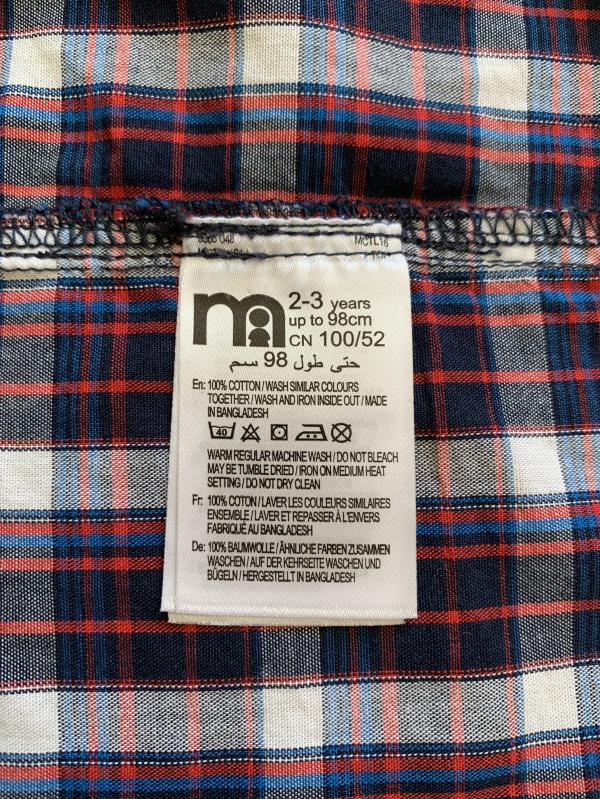 MCTL16
m
2-3 years
up to 98cm
CN 100/52
حتى طول 98 سم
En: 100% COTTON / WASH SIMILAR COLOURS
TOGETHER / WASH AND IRON INSIDE OUT / MADE
IN BANGLADESH
40
WARM REGULAR MACHINE WASH / DO NOT BLEACH
MAY BE TUMBLE DRIED / IRON ON MEDIUM HEAT
SETTING / DO NOT DRY CLEAN
Fr: 100% COTON / LAVER LES COULEURS SIMILAIRES
ENSEMBLE / LAVER ET REPASSER À L'ENVERS
FABRIQUÉ AU BANGLADESH
De: 100% BAUMWOLLE / ÄHNLICHE FARBEN ZUSAMMEN
WASCHEN / AUF DER KEHRSEITE WASCHEN UND
BÜGELN / HERGESTELLT IN BANGLADESH